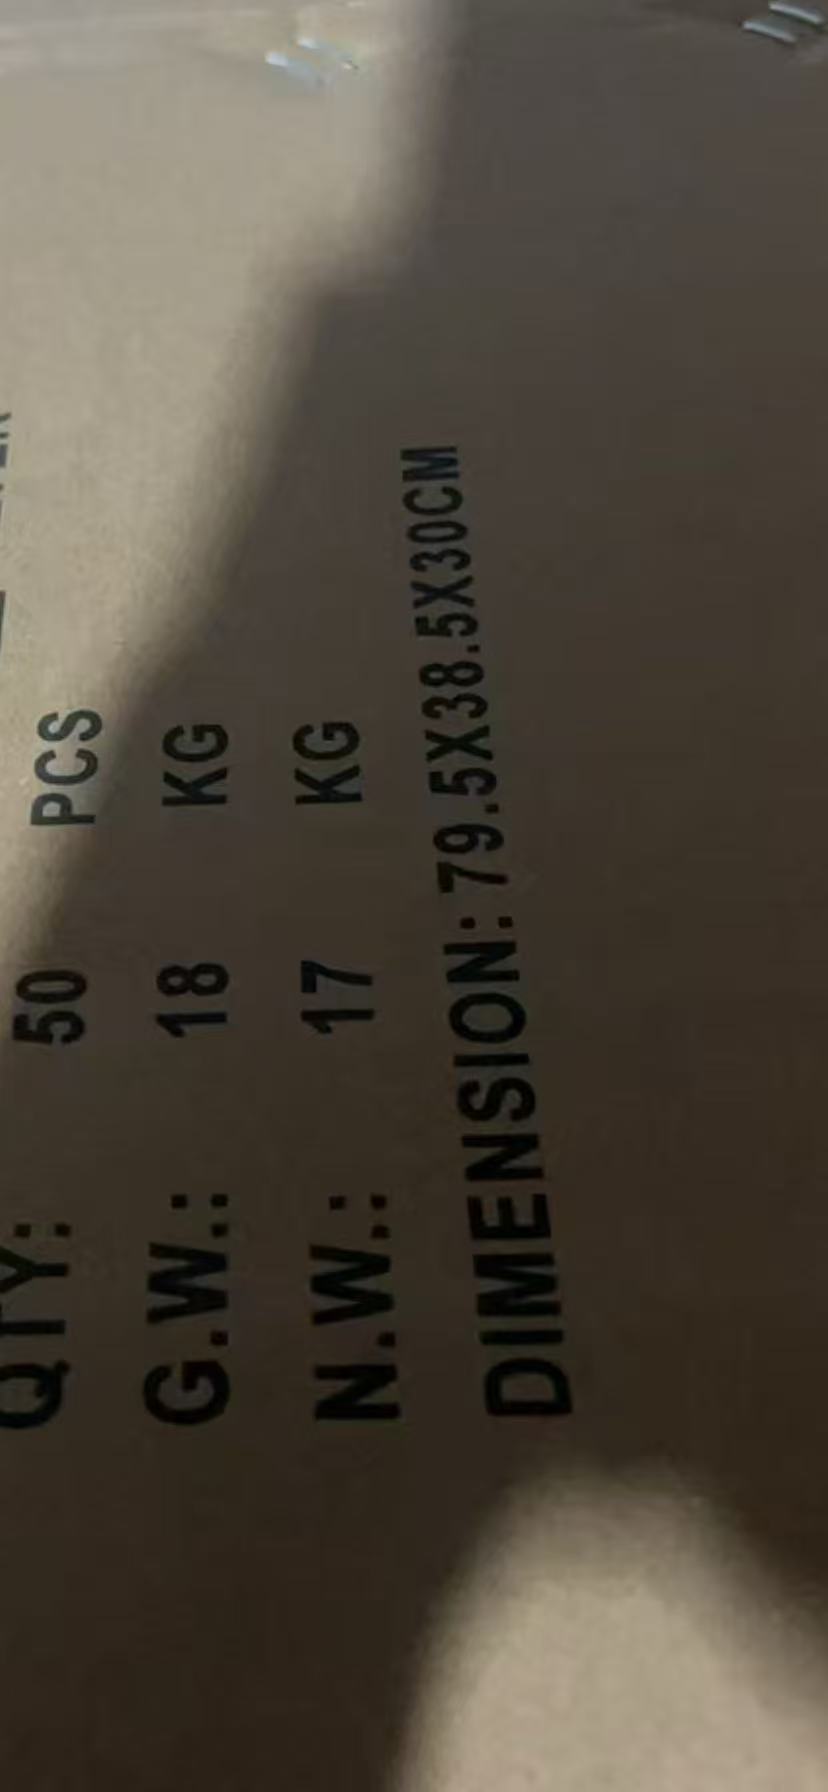 QTY: 50 PCS
G.W.: 18 KG
N.W.: 17 KG
DIMENSION: 79.5X38.5X30CM